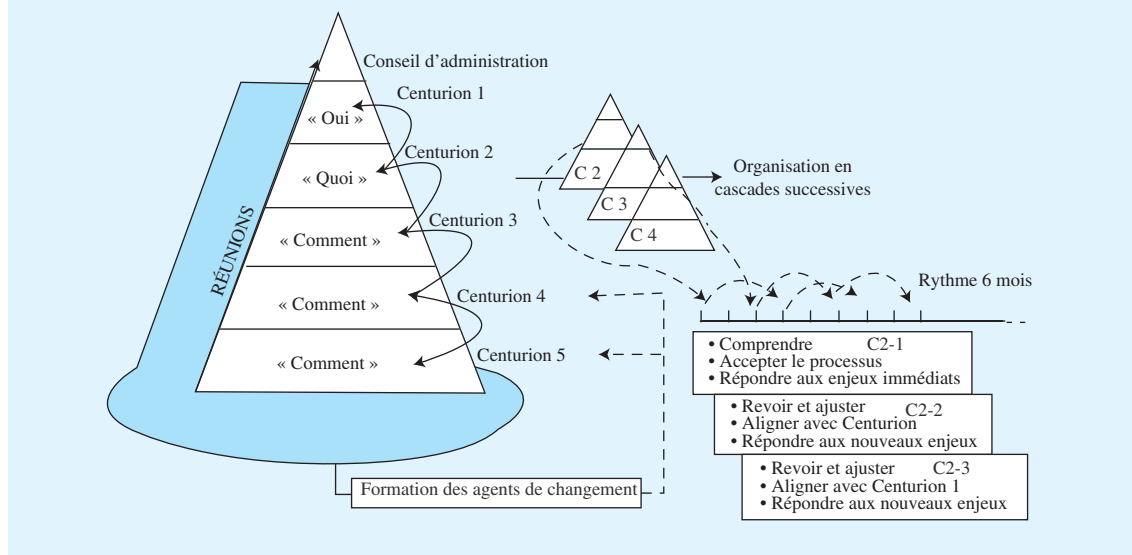 Conseil d’administration
Centurion 1
« Oui »
Centurion 2
« Quoi »
Centurion 3
« Comment »
Centurion 4
« Comment »
Centurion 5
« Comment »
RÉUNIONS
Formation des agents de changement
C 2
C 3
C 4
Organisation en
cascades successives
Rythme 6 mois
• Comprendre C2-1
• Accepter le processus
• Répondre aux enjeux immédiats
• Revoir et ajuster C2-2
• Aligner avec Centurion
• Répondre aux nouveaux enjeux
• Revoir et ajuster C2-3
• Aligner avec Centurion 1
• Répondre aux nouveaux enjeux